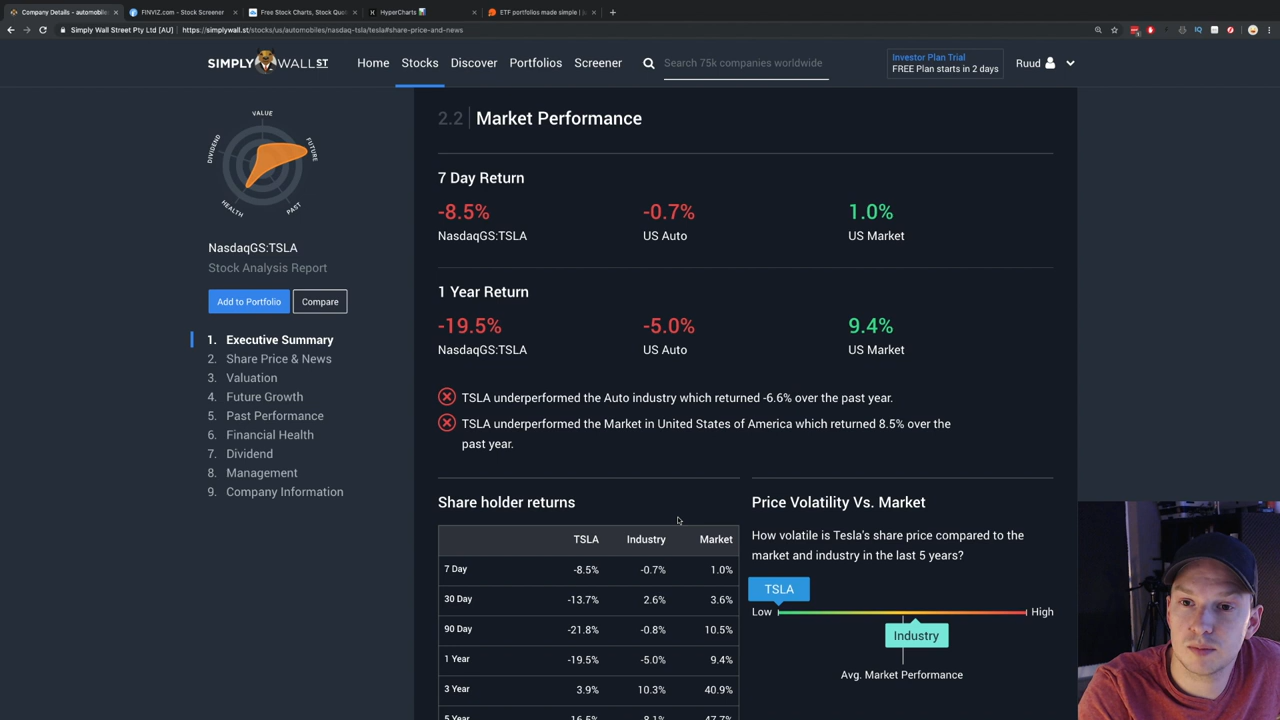 Company Details - automobile
FINVIZ.com - Stock Screener
Free Stock Charts, Stock Quot
HyperCharts
ETF portfolios made simple |
Simply Wall Street Pty Ltd [AU]
https://simplywall.st/stocks/us/automobiles/nasdaq-tsla/tesla#share-price-and-news
SIMPLY WALL ST
Home
Stocks
Discover
Portfolios
Screener
Search 75k companies worldwide
Investor Plan Trial
FREE Plan starts in 2 days
Ruud
VALUE
FUTURE
PAST
HEALTH
DIVIDEND
NasdaqGS:TSLA
Stock Analysis Report
Add to Portfolio
Compare
1. Executive Summary
2. Share Price & News
3. Valuation
4. Future Growth
5. Past Performance
6. Financial Health
7. Dividend
8. Management
9. Company Information
2.2 | Market Performance
7 Day Return
-8.5% -0.7% 1.0%
NasdaqGS:TSLA US Auto US Market
1 Year Return
-19.5% -5.0% 9.4%
NasdaqGS:TSLA US Auto US Market
TSLA underperformed the Auto industry which returned -6.6% over the past year.
TSLA underperformed the Market in United States of America which returned 8.5% over the
past year.
Share holder returns
TSLA Industry Market
7 Day -8.5% -0.7% 1.0%
30 Day -13.7% 2.6% 3.6%
90 Day -21.8% -0.8% 10.5%
1 Year -19.5% -5.0% 9.4%
3 Year 3.9% 10.3% 40.9%
5 Year 16.5% 8.1% 47.7%
Price Volatility Vs. Market
How volatile is Tesla's share price compared to the
market and industry in the last 5 years?
TSLA
Low High
Industry
Avg. Market Performance